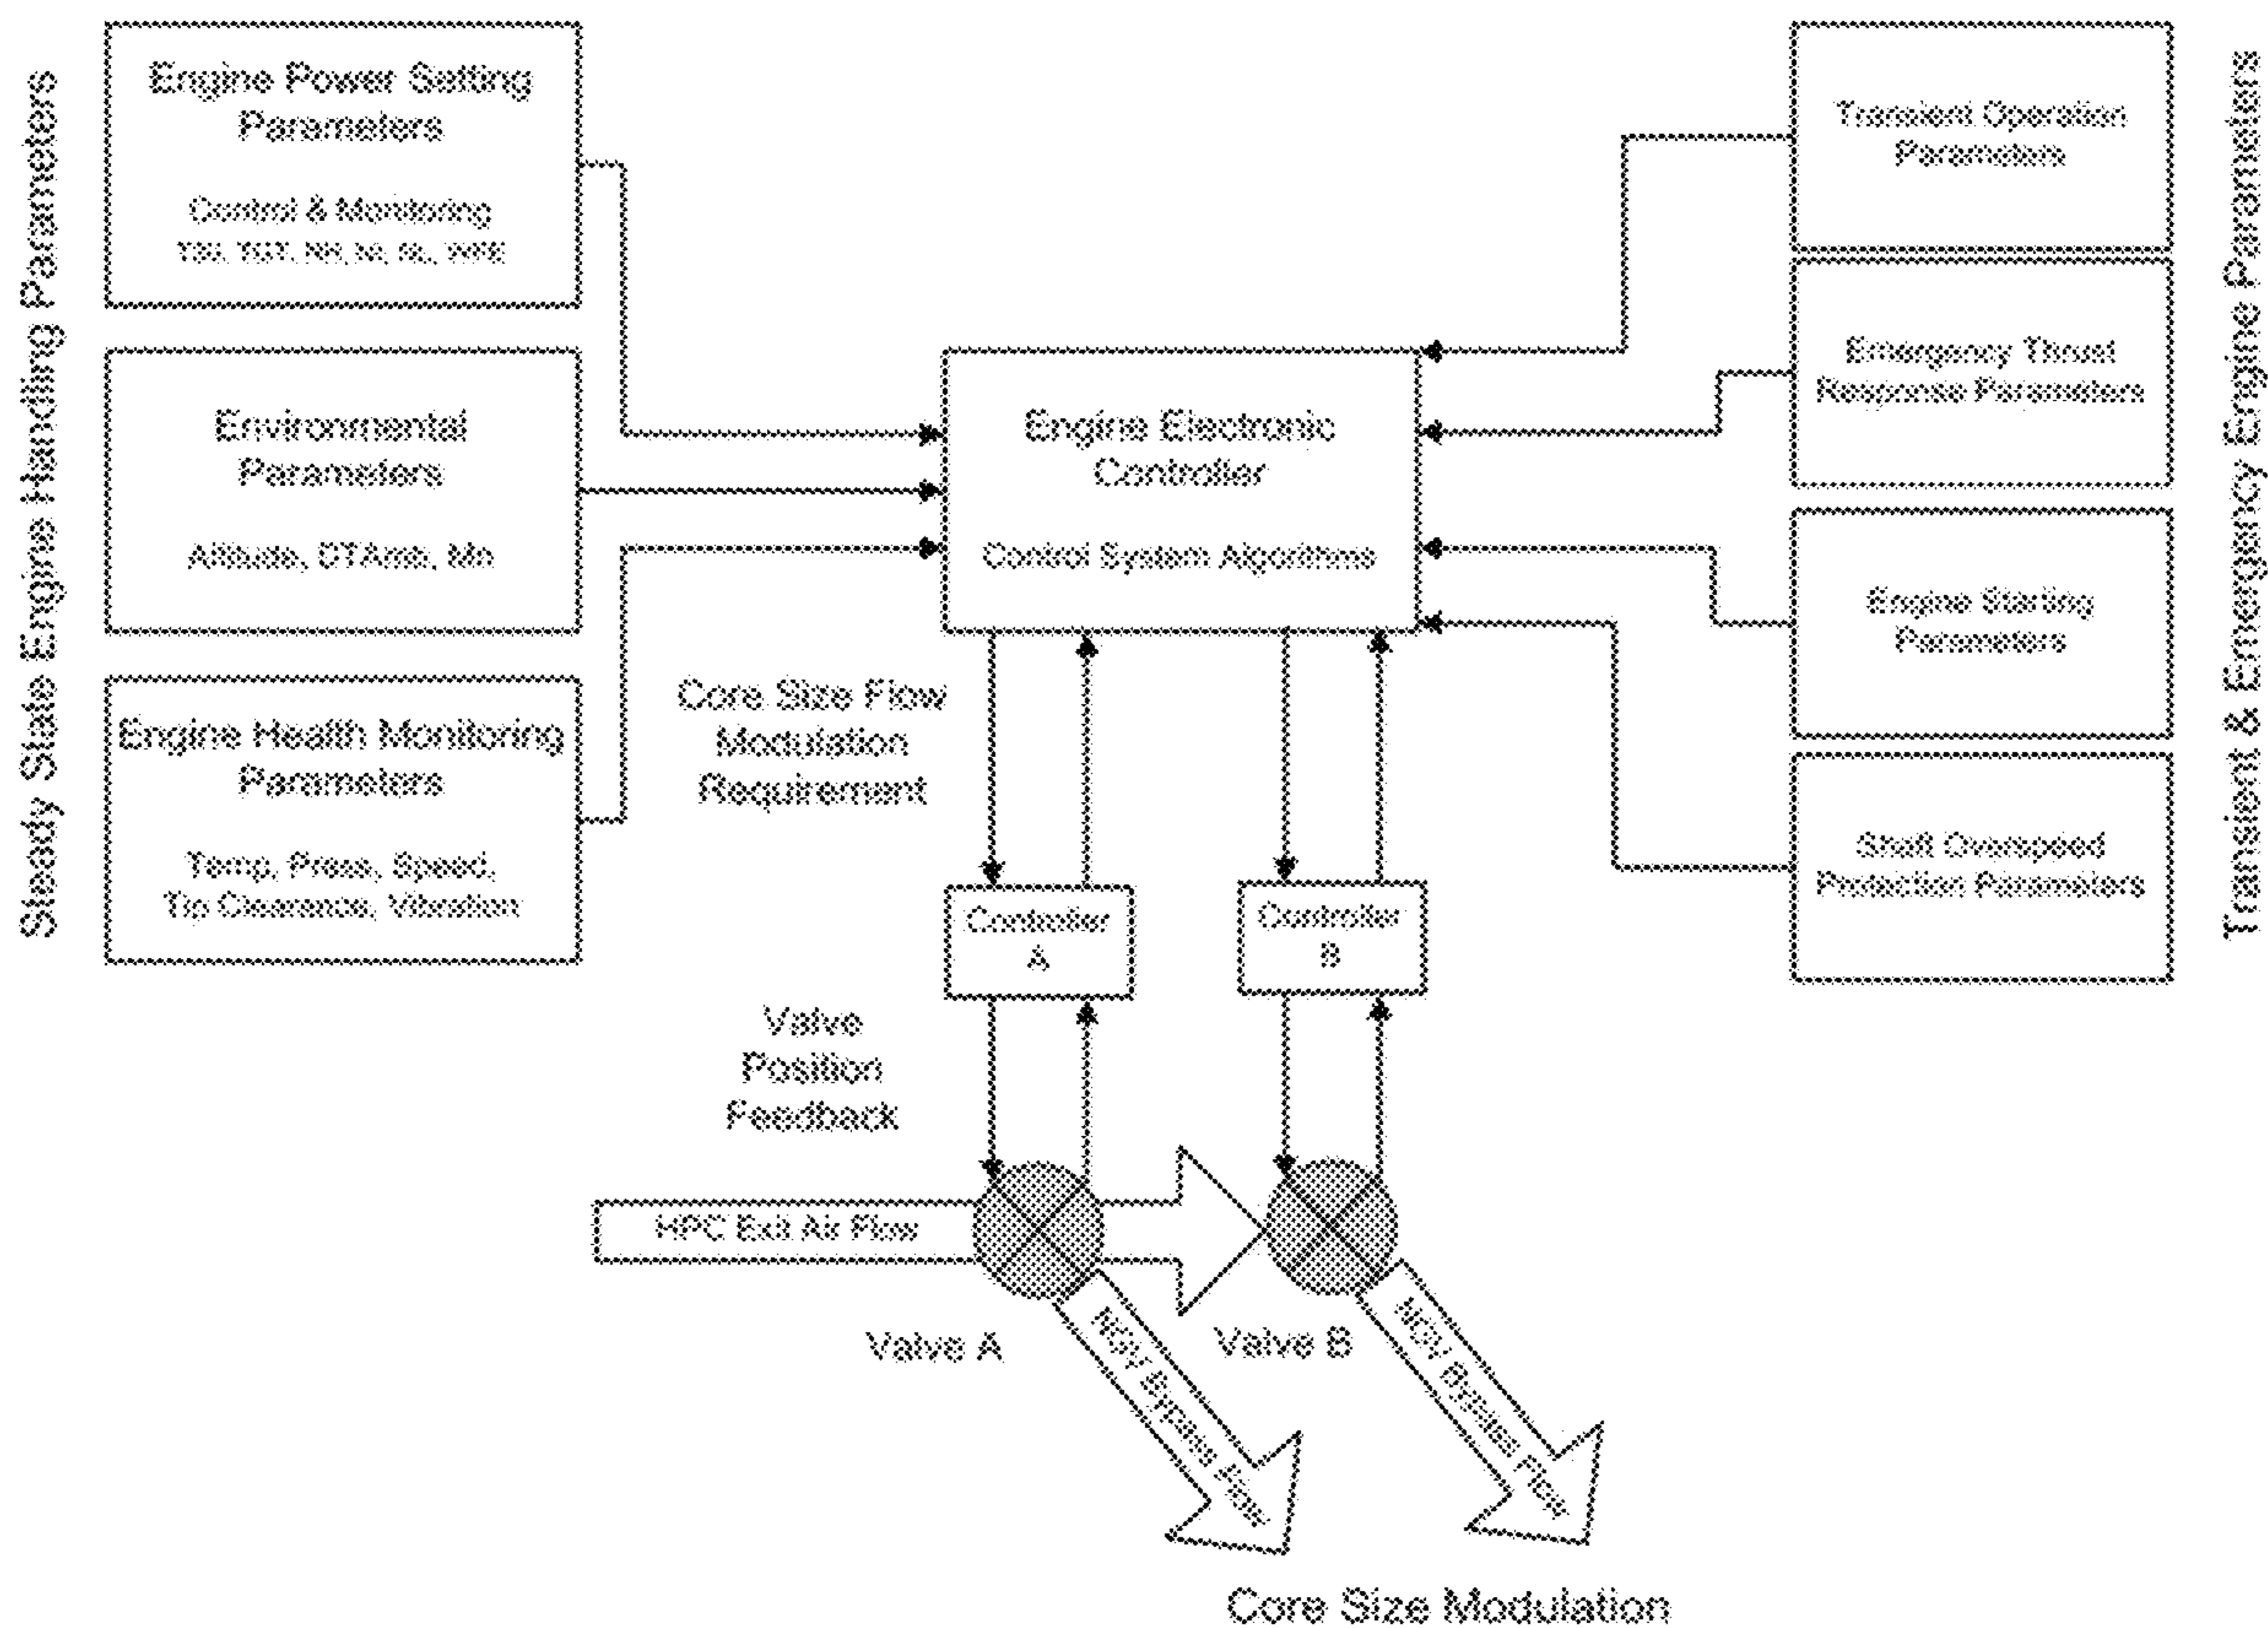 Steady State Engine Handling Parameters
Engine Power Setting
Parameters
Control & Monitoring
Environmental
Parameters
Altitude, DTAmb, Mn
Engine Health Monitoring
Parameters
Temp, Press, Speed,
Tip Clearance, Vibration
Engine Electronic
Controller
Control System Algorithms
Core Size Flow
Modulation
Requirement
Controller
A
Controller
B
Valve
Position
Feedback
HPC Exit Air Flow
Valve A
Valve B
NGV Bypass Flow
NGV Bypass Flow
Core Size Modulation
Transient Operation
Parameters
Emergency Thrust
Response Parameters
Engine Starting
Parameters
Shaft Overspeed
Protection Parameters
Transient & Emergency Engine Parameters